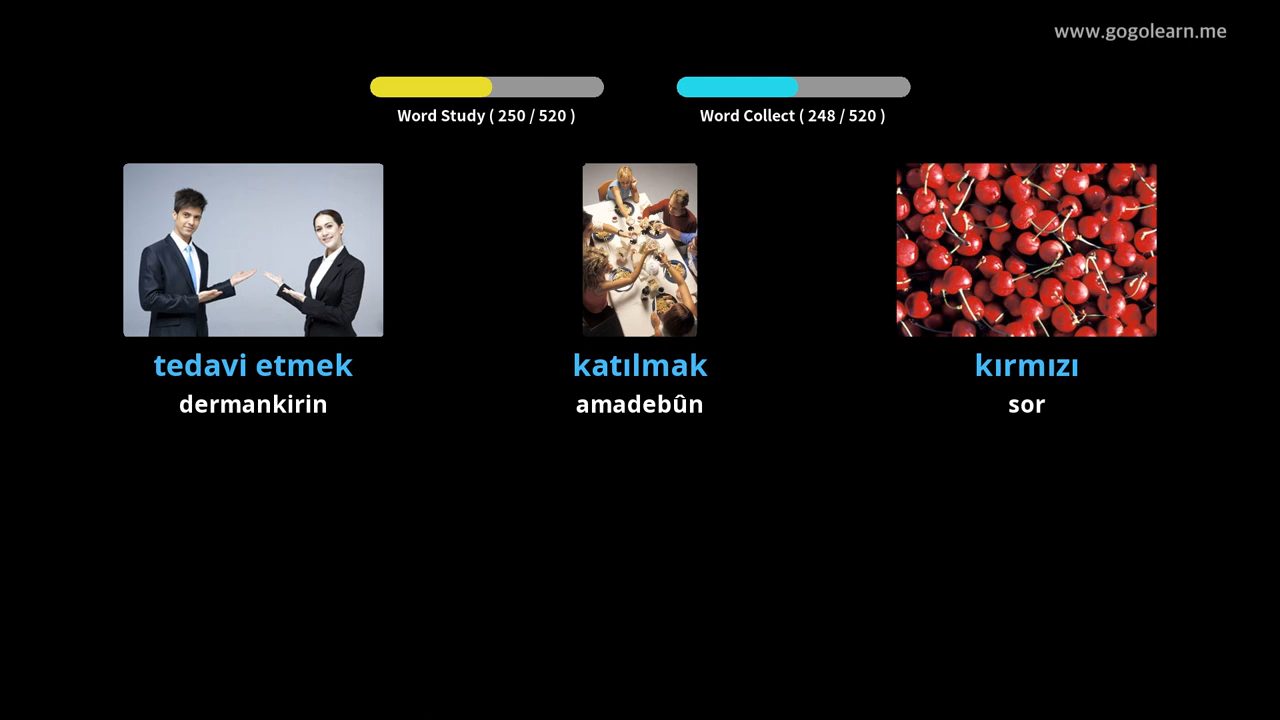 www.gogolearn.me
Word Study ( 250 / 520 )
Word Collect ( 248 / 520 )
tedavi etmek
dermankirin
katılmak
amadebûn
kırmızı
sor